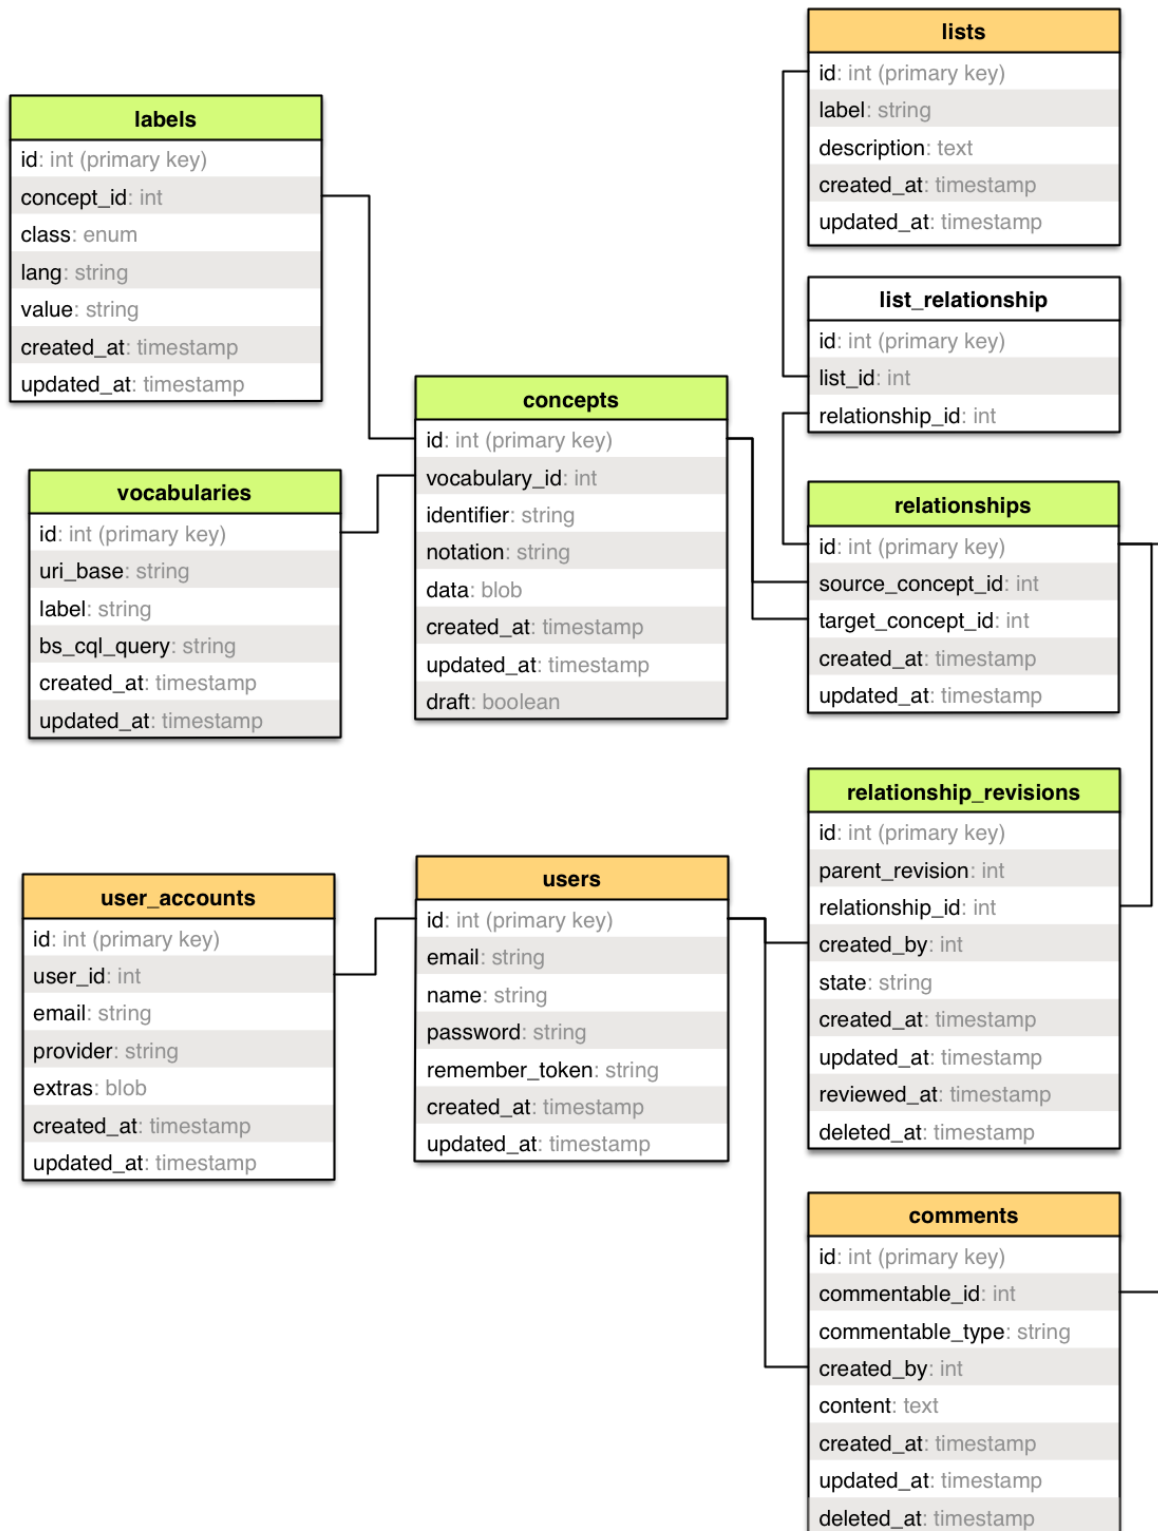 lists
id: int (primary key)
label: string
description: text
created_at: timestamp
updated_at: timestamp
labels
id: int (primary key)
concept_id: int
class: enum
lang: string
value: string
created_at: timestamp
updated_at: timestamp
list_relationship
id: int (primary key)
list_id: int
relationship_id: int
concepts
id: int (primary key)
vocabulary_id: int
identifier: string
notation: string
data: blob
created_at: timestamp
updated_at: timestamp
draft: boolean
vocabularies
id: int (primary key)
uri_base: string
label: string
bs_cql_query: string
created_at: timestamp
updated_at: timestamp
relationships
id: int (primary key)
source_concept_id: int
target_concept_id: int
created_at: timestamp
updated_at: timestamp
relationship_revisions
id: int (primary key)
parent_revision: int
relationship_id: int
created_by: int
state: string
created_at: timestamp
updated_at: timestamp
reviewed_at: timestamp
deleted_at: timestamp
user_accounts
id: int (primary key)
user_id: int
email: string
provider: string
extras: blob
created_at: timestamp
updated_at: timestamp
users
id: int (primary key)
email: string
name: string
password: string
remember_token: string
created_at: timestamp
updated_at: timestamp
comments
id: int (primary key)
commentable_id: int
commentable_type: string
created_by: int
content: text
created_at: timestamp
updated_at: timestamp
deleted_at: timestamp